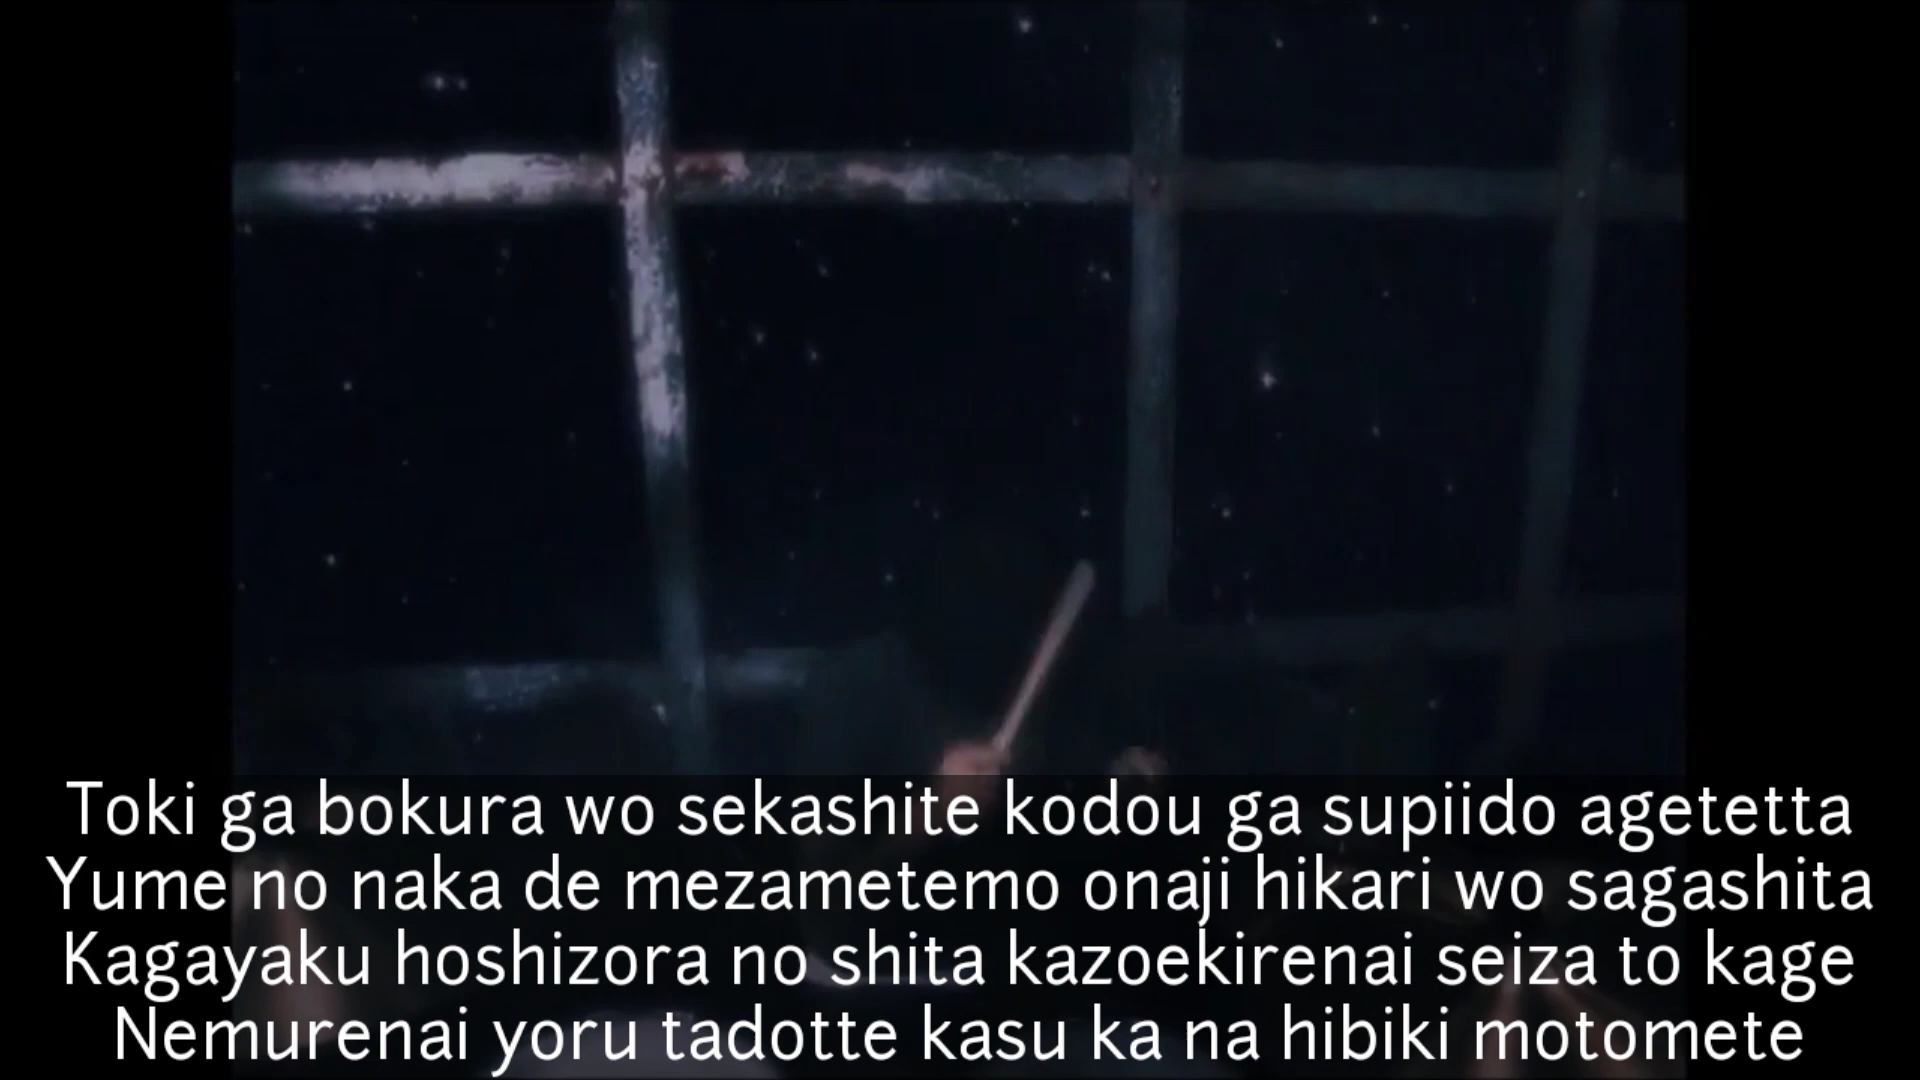 Toki ga bokura wo sekashite kodou ga supiido agetetta
Yume no naka de mezametemo onaji hikari wo sagashita
Kagayaku hoshizora no shita kazoekirenai seiza to kage
Nemurenai yoru tadotte kasu ka na hibiki motomete